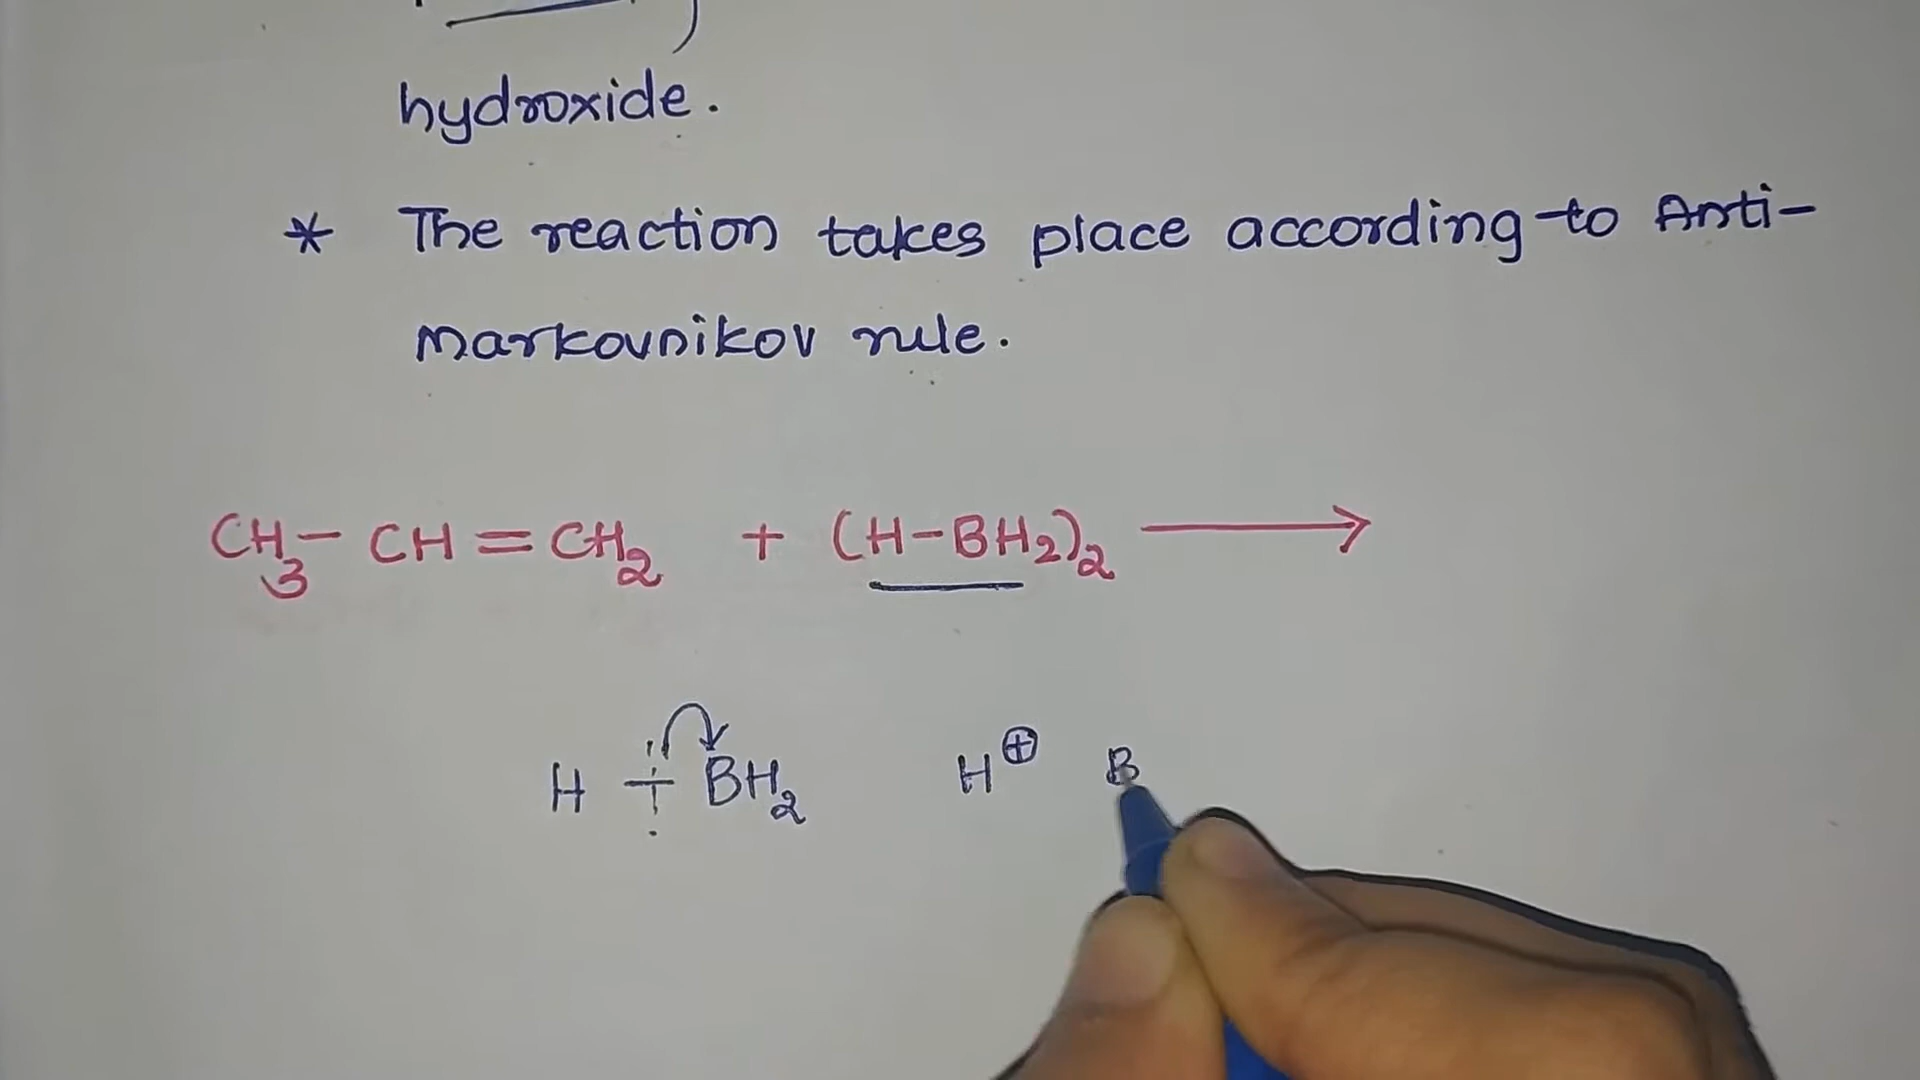 hydroxide.
* The reaction takes place according to Anti-
Markovnikov rule.
CH₃ – CH = CH₂ + (H–BH₂)₂ ⟶
H BH₂ H⊕ B